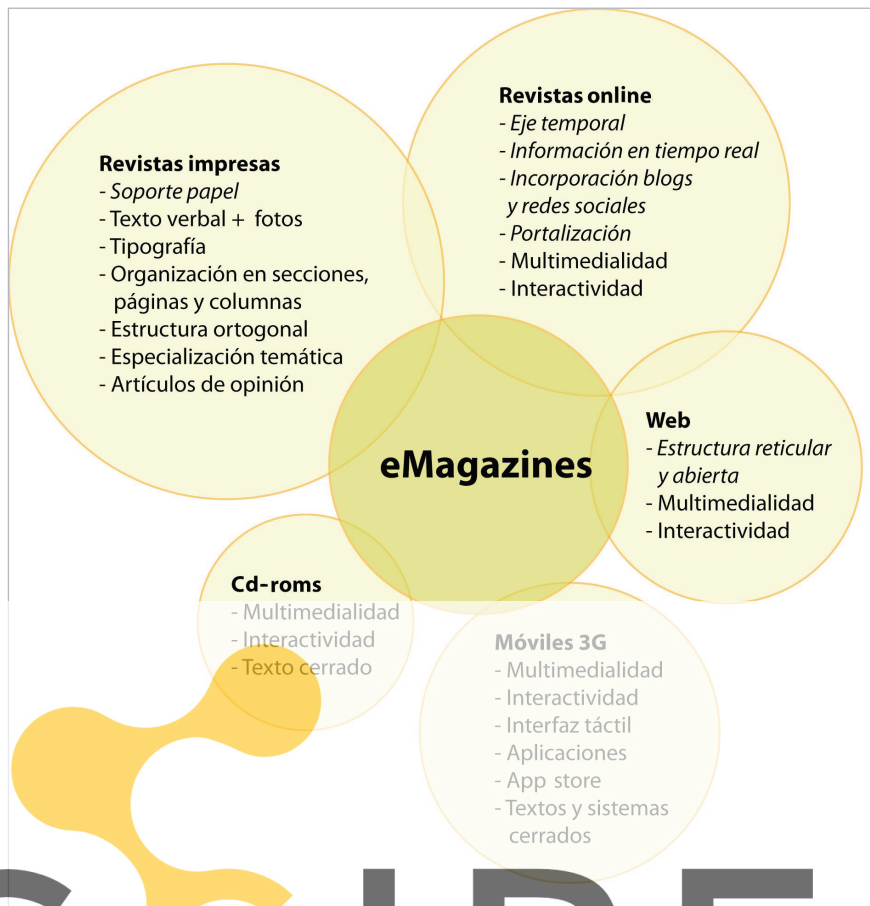 Revistas impresas
- Soporte papel
- Texto verbal + fotos
- Tipografía
- Organización en secciones,
páginas y columnas
- Estructura ortogonal
- Especialización temática
- Artículos de opinión
Revistas online
- Eje temporal
- Información en tiempo real
- Incorporación blogs
y redes sociales
- Portalización
- Multimedialidad
- Interactividad
eMagazines
Web
- Estructura reticular
y abierta
- Multimedialidad
- Interactividad
Cd-roms
- Multimedialidad
- Interactividad
- Texto cerrado
Móviles 3G
- Multimedialidad
- Interactividad
- Interfaz táctil
- Aplicaciones
- App store
- Textos y sistemas
cerrados